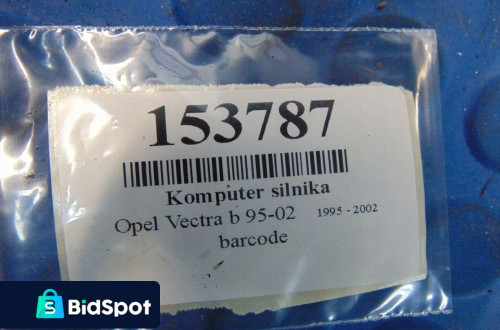 153787
Komputer silnika
Opel Vectra b 95-02 1995 - 2002
barcode
S BidSpot